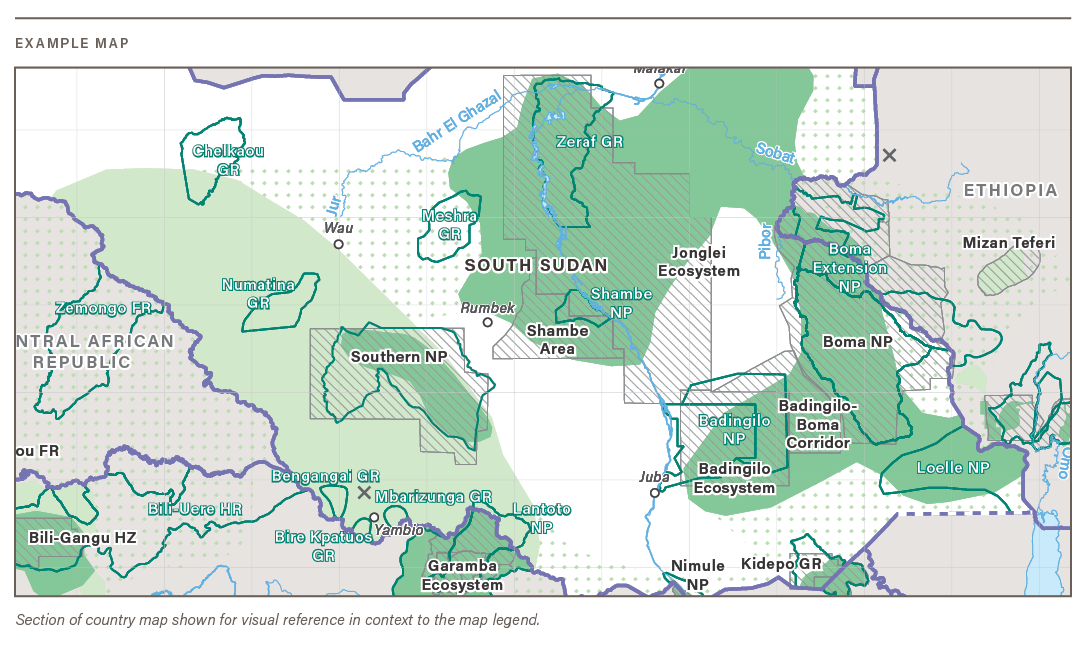 EXAMPLE MAP
Malakal
Bahr El Ghazal
Zeraf GR
Chelkaou
GR
Sobat
ETHIOPIA
Jur
Meshra
GR
Wau
Pibor
Mizan Teferi
Jonglei
Ecosystem
Boma
Extension
NP
SOUTH SUDAN
Numatina
GR
Shambe
NP
Zemongo FR
Rumbek
Shambe
Area
NTRAL AFRICAN
REPUBLIC
Southern NP
Boma NP
Badingilo-
Boma
Corridor
Badingilo
NP
ou FR
Omo
Badingilo
Ecosystem
Loelle NP
Bengangai GR
Juba
Mbarizunga GR
Bili-Uere HR
Lantoto
NP
Yambio
Bire Kpatuos
GR
Bili-Gangu HZ
Garamba
Ecosystem
Nimule
NP
Kidepo GR
Section of country map shown for visual reference in context to the map legend.